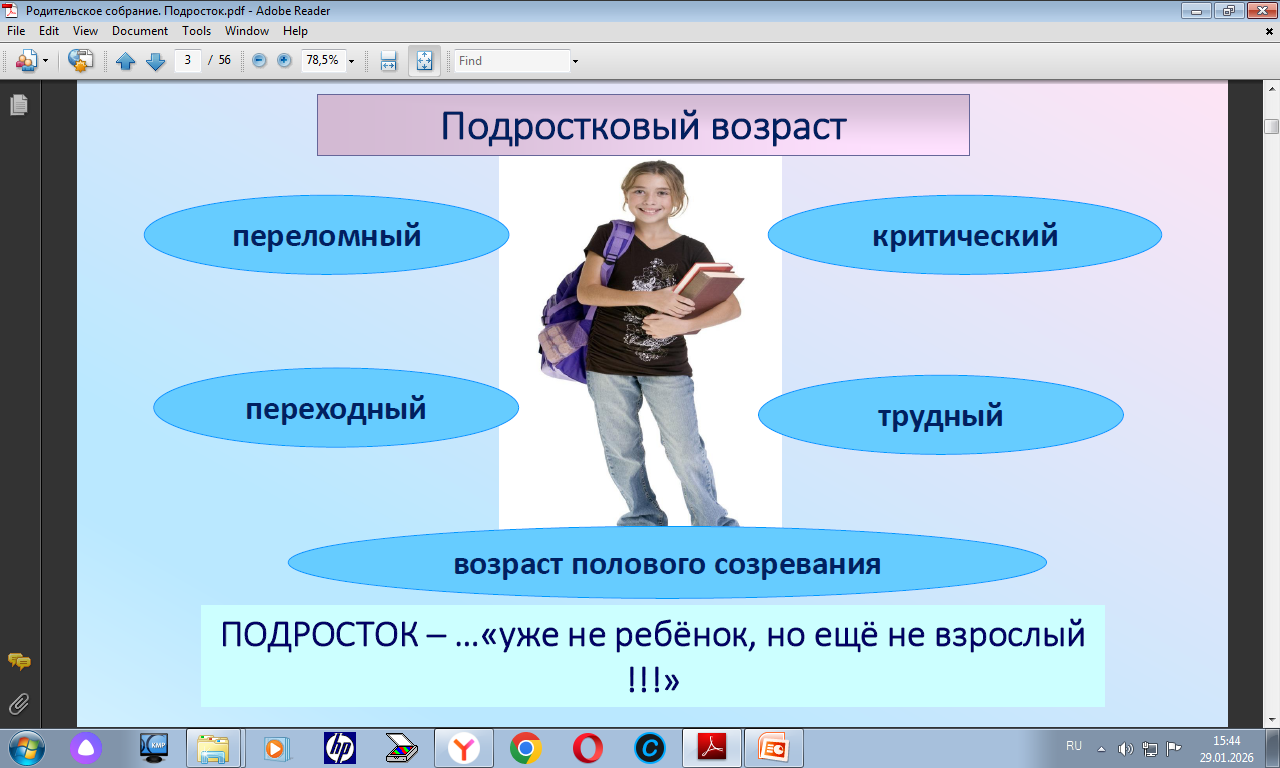 Родительское собрание. Подросток.pdf - Adobe Reader
File Edit View Document Tools Window Help
3 / 56 78,5% Find
Подростковый возраст
переломный
критический
переходный
трудный
возраст полового созревания
ПОДРОСТОК – ...«уже не ребёнок, но ещё не взрослый
!!!»
KMP
hp
RU
15:44
29.01.2026